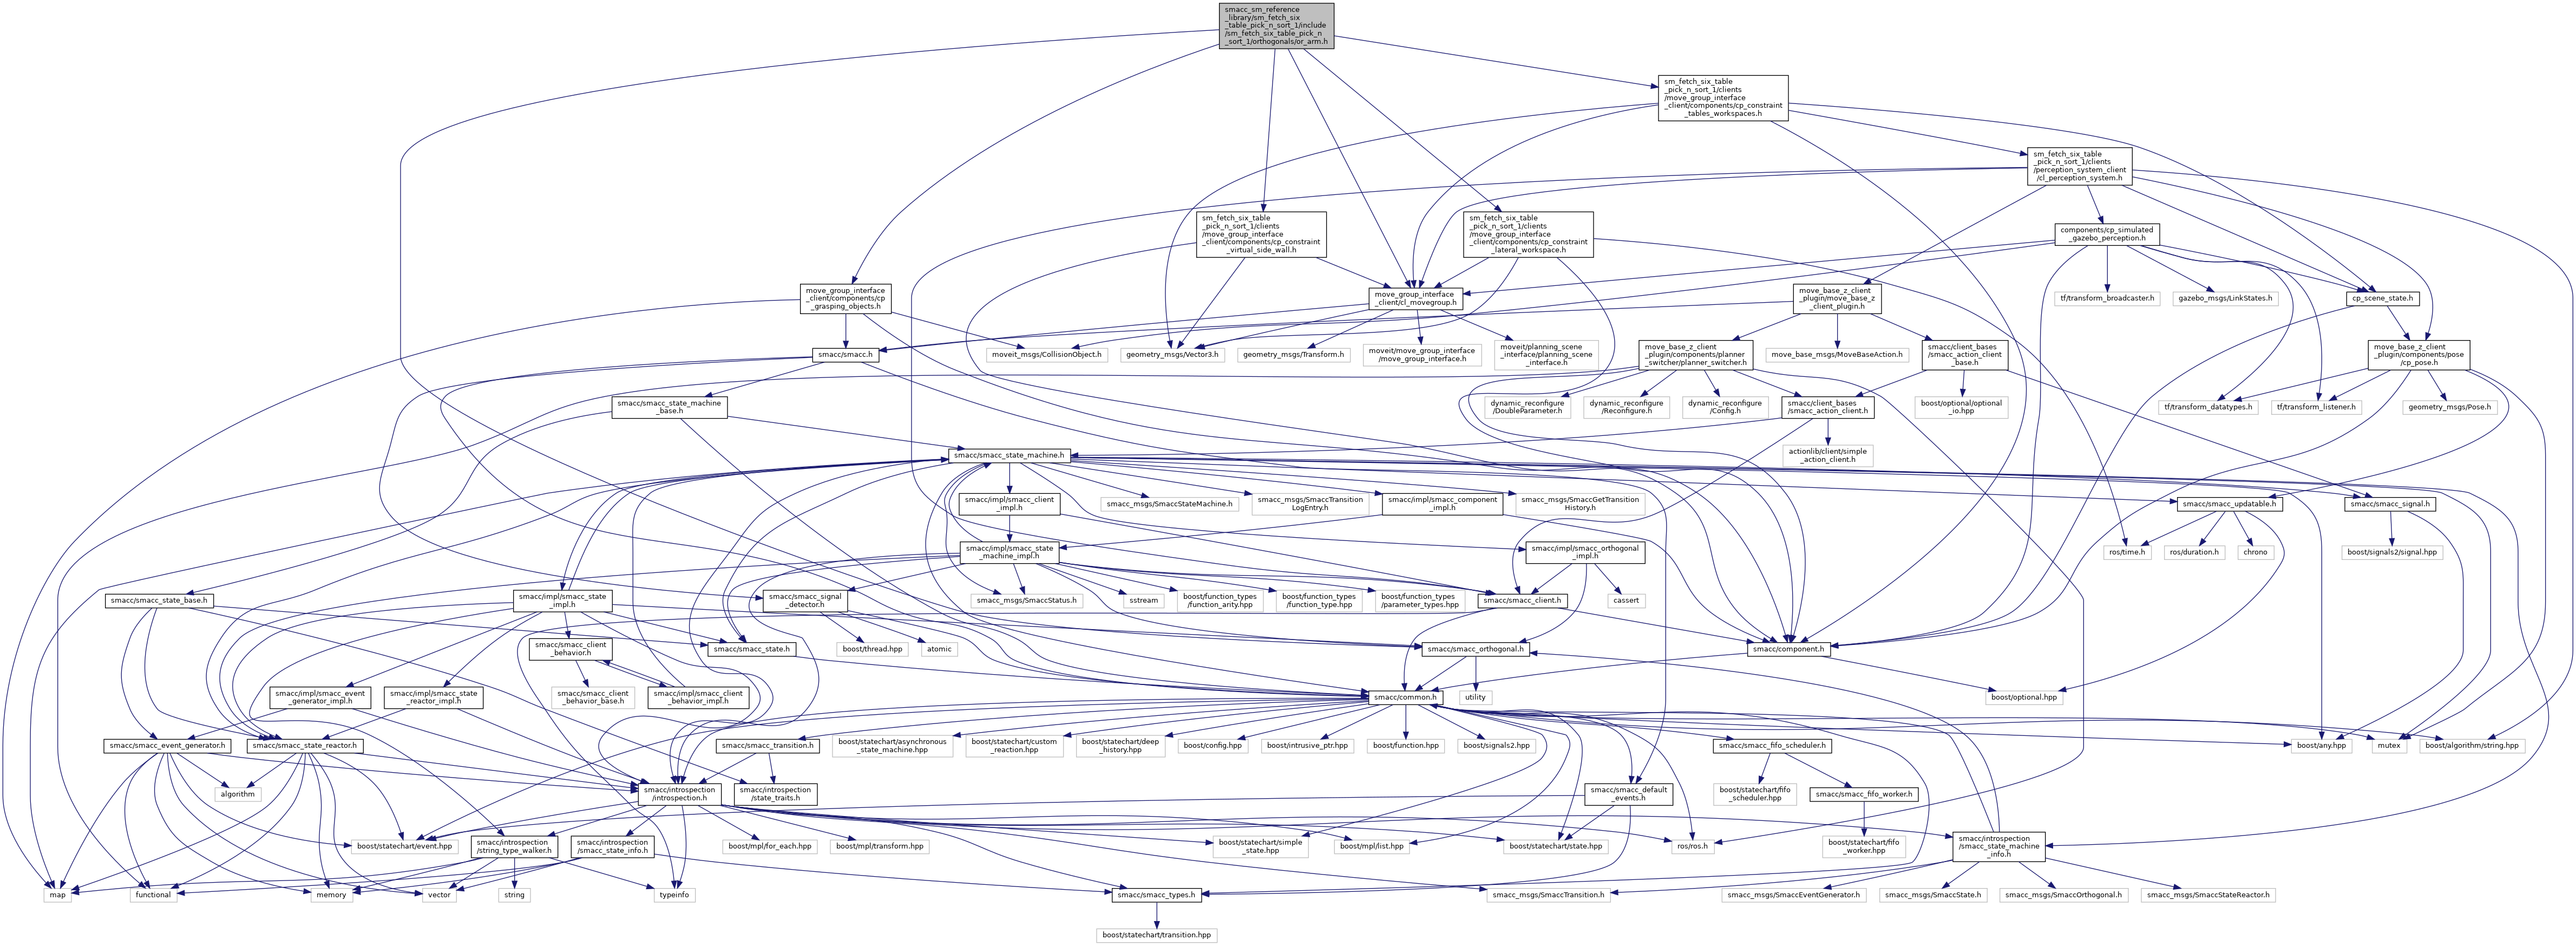 smacc_sm_reference
_library/sm_fetch_six
_table_pick_n_sort_1/include
/sm_fetch_six_table_pick_n
_sort_1/orthogonals/or_arm.h
sm_fetch_six_table
_pick_n_sort_1/clients
/move_group_interface
_client/components/cp_constraint
_tables_workspaces.h
sm_fetch_six_table
_pick_n_sort_1/clients
/perception_system_client
/cl_perception_system.h
sm_fetch_six_table
_pick_n_sort_1/clients
/move_group_interface
_client/components/cp_constraint
_virtual_side_wall.h
sm_fetch_six_table
_pick_n_sort_1/clients
/move_group_interface
_client/components/cp_constraint
_lateral_workspace.h
components/cp_simulated
_gazebo_perception.h
move_group_interface
_client/components/cp
_grasping_objects.h
move_group_interface
_client/cl_movegroup.h
move_base_z_client
_plugin/move_base_z
_client_plugin.h
tf/transform_broadcaster.h
gazebo_msgs/LinkStates.h
cp_scene_state.h
smacc/smacc.h
moveit_msgs/CollisionObject.h
geometry_msgs/Vector3.h
geometry_msgs/Transform.h
moveit/move_group_interface
/move_group_interface.h
moveit/planning_scene
_interface/planning_scene
_interface.h
move_base_z_client
_plugin/components/planner
_switcher/planner_switcher.h
move_base_msgs/MoveBaseAction.h
smacc/client_bases
/smacc_action_client
_base.h
move_base_z_client
_plugin/components/pose
/cp_pose.h
smacc/smacc_state_machine
_base.h
dynamic_reconfigure
/DoubleParameter.h
dynamic_reconfigure
/Reconfigure.h
dynamic_reconfigure
/Config.h
smacc/client_bases
/smacc_action_client.h
boost/optional/optional
_io.hpp
tf/transform_datatypes.h
tf/transform_listener.h
geometry_msgs/Pose.h
smacc/smacc_state_machine.h
actionlib/client/simple
_action_client.h
smacc/impl/smacc_client
_impl.h
smacc_msgs/SmaccStateMachine.h
smacc_msgs/SmaccTransition
LogEntry.h
smacc/impl/smacc_component
_impl.h
smacc_msgs/SmaccGetTransition
History.h
smacc/smacc_updatable.h
smacc/smacc_signal.h
smacc/impl/smacc_state
_machine_impl.h
smacc/impl/smacc_orthogonal
_impl.h
ros/time.h
ros/duration.h
chrono
boost/signals2/signal.hpp
smacc/smacc_state_base.h
smacc/impl/smacc_state
_impl.h
smacc/smacc_signal
_detector.h
smacc_msgs/SmaccStatus.h
sstream
boost/function_types
/function_arity.hpp
boost/function_types
/function_type.hpp
boost/function_types
/parameter_types.hpp
smacc/smacc_client.h
cassert
smacc/smacc_client
_behavior.h
smacc/smacc_state.h
boost/thread.hpp
atomic
smacc/smacc_orthogonal.h
smacc/component.h
smacc/impl/smacc_event
_generator_impl.h
smacc/impl/smacc_state
_reactor_impl.h
smacc/smacc_client
_behavior_base.h
smacc/impl/smacc_client
_behavior_impl.h
smacc/common.h
utility
boost/optional.hpp
smacc/smacc_event_generator.h
smacc/smacc_state_reactor.h
smacc/smacc_transition.h
boost/statechart/asynchronous
_state_machine.hpp
boost/statechart/custom
_reaction.hpp
boost/statechart/deep
_history.hpp
boost/config.hpp
boost/intrusive_ptr.hpp
boost/function.hpp
boost/signals2.hpp
smacc/smacc_fifo_scheduler.h
boost/any.hpp
mutex
boost/algorithm/string.hpp
algorithm
smacc/introspection
/introspection.h
smacc/introspection
/state_traits.h
smacc/smacc_default
_events.h
boost/statechart/fifo
_scheduler.hpp
smacc/smacc_fifo_worker.h
boost/statechart/event.hpp
smacc/introspection
/string_type_walker.h
smacc/introspection
/smacc_state_info.h
boost/mpl/for_each.hpp
boost/mpl/transform.hpp
boost/statechart/simple
_state.hpp
boost/mpl/list.hpp
boost/statechart/state.hpp
ros/ros.h
boost/statechart/fifo
_worker.hpp
smacc/introspection
/smacc_state_machine
_info.h
map
functional
memory
vector
string
typeinfo
smacc/smacc_types.h
smacc_msgs/SmaccTransition.h
smacc_msgs/SmaccEventGenerator.h
smacc_msgs/SmaccState.h
smacc_msgs/SmaccOrthogonal.h
smacc_msgs/SmaccStateReactor.h
boost/statechart/transition.hpp